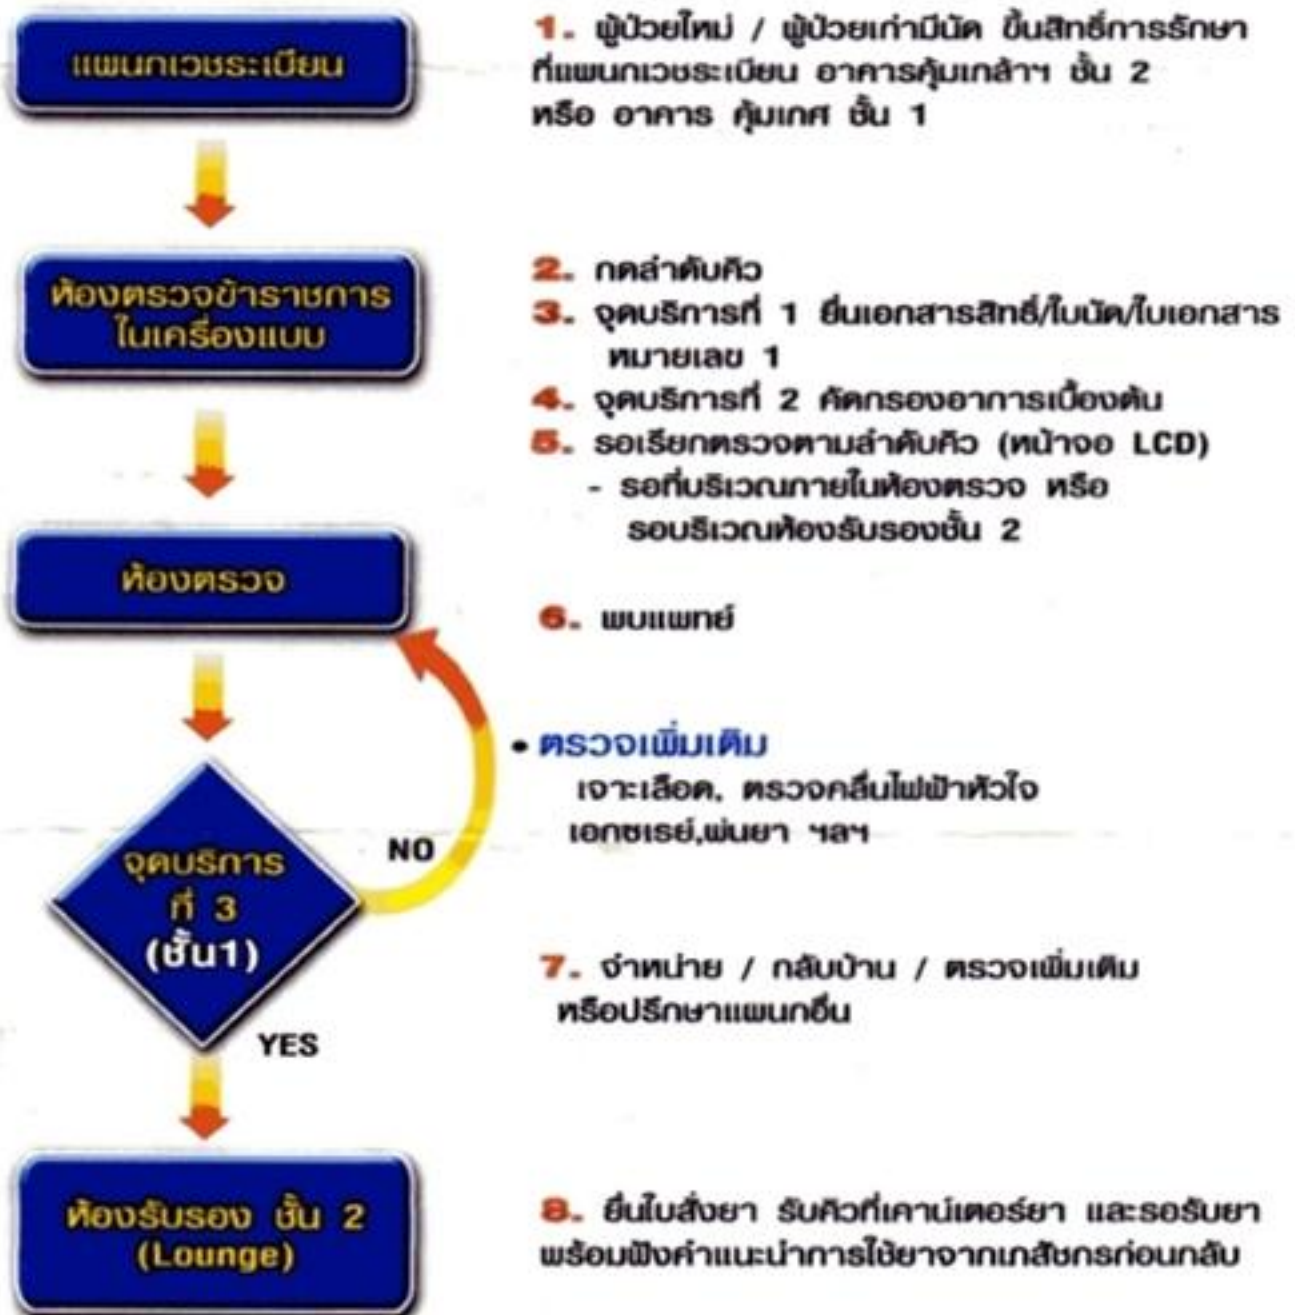 แผนกเวชระเบียน
1. ผู้ป่วยใหม่ / ผู้ป่วยเก่ามีนัด ขึ้นสิทธิ์การรักษา
ที่แผนกเวชระเบียน อาคารคุ้มเกล้าฯ ชั้น 2
หรือ อาคาร คุ้มเกศ ชั้น 1
ห้องตรวจข้าราชการ
ในเครื่องแบบ
2. กดลำดับคิว
3. จุดบริการที่ 1 ยื่นเอกสารสิทธิ์/ใบนัด/ใบเอกสาร
หมายเลข 1
4. จุดบริการที่ 2 คัดกรองอาการเบื้องต้น
5. รอเรียกตรวจตามลำดับคิว (หน้าจอ LCD)
- รอที่บริเวณภายในห้องตรวจ หรือ
รอบริเวณห้องรับรองชั้น 2
ห้องตรวจ
6. พบแพทย์
• ตรวจเพิ่มเติม
เจาะเลือด, ตรวจคลื่นไฟฟ้าหัวใจ
เอกซเรย์,พ่นยา ฯลฯ
NO
จุดบริการ
ที่ 3
(ชั้น1)
YES
7. จำหน่าย / กลับบ้าน / ตรวจเพิ่มเติม
หรือปรึกษาแผนกอื่น
ห้องรับรอง ชั้น 2
(Lounge)
8. ยื่นใบสั่งยา รับคิวที่เคาน์เตอร์ยา และรอรับยา
พร้อมฟังคำแนะนำการใช้ยาจากเภสัชกรก่อนกลับ